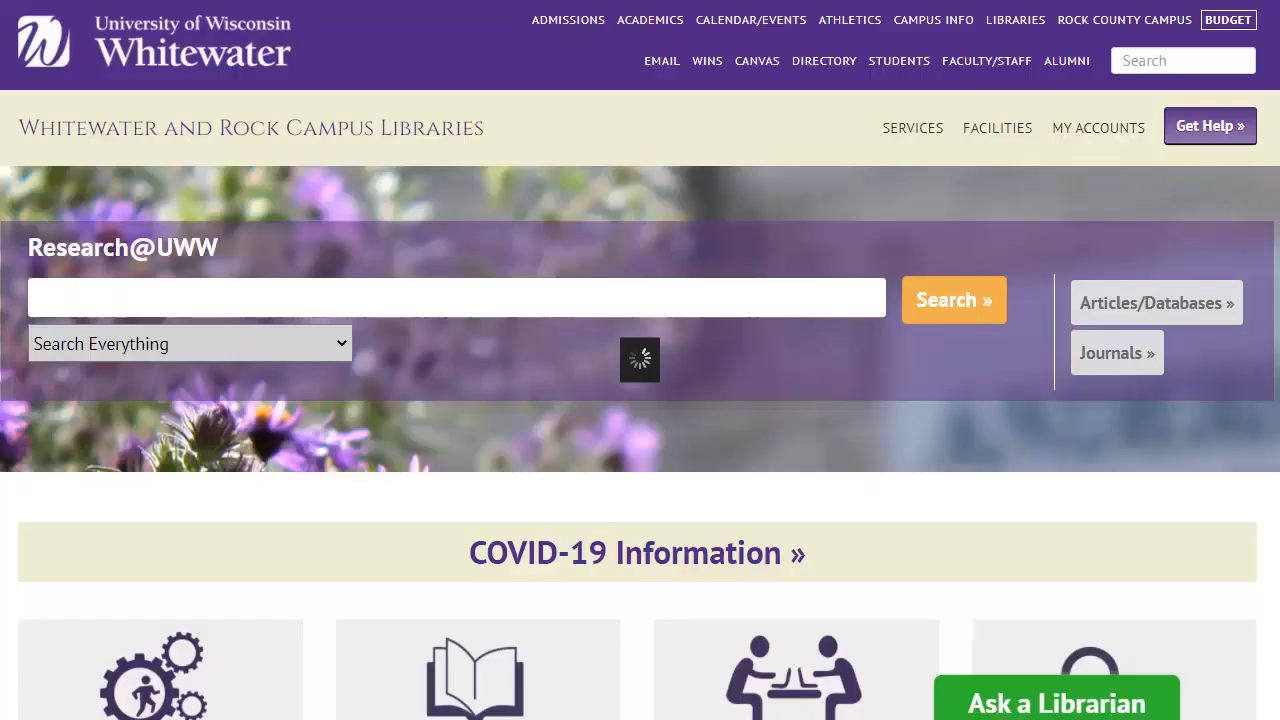 University of Wisconsin
Whitewater
ADMISSIONS ACADEMICS CALENDAR/EVENTS ATHLETICS CAMPUS INFO LIBRARIES ROCK COUNTY CAMPUS BUDGET
EMAIL WINS CANVAS DIRECTORY STUDENTS FACULTY/STAFF ALUMNI Search
Whitewater and Rock Campus Libraries
SERVICES FACILITIES MY ACCOUNTS Get Help »
Research@UWW
Search »
Articles/Databases »
Search Everything
Journals »
COVID-19 Information »
Ask a Librarian